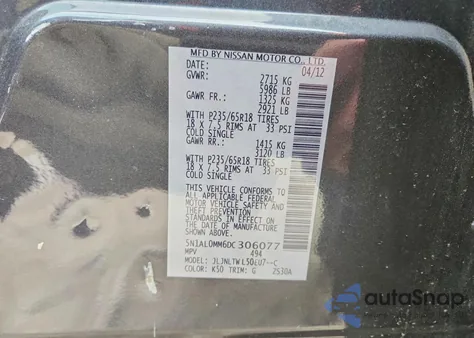 MFD BY NISSAN MOTOR CO., LTD.
DATE: 04/12
GVWR: 2715 KG
5986 LB
GAWR FR.: 1325 KG
2921 LB
WITH P235/65R18 TIRES
18 X 7.5 RIMS AT 33 PSI
COLD SINGLE
GAWR RR.: 1415 KG
3120 LB
WITH P235/65R18 TIRES
18 X 7.5 RIMS AT 33 PSI
COLD SINGLE
THIS VEHICLE CONFORMS TO
ALL APPLICABLE FEDERAL
MOTOR VEHICLE SAFETY AND
THEFT PREVENTION
STANDARDS IN EFFECT ON
THE DATE OF MANUFACTURE
SHOWN ABOVE.
5N1AL0MM6DC306077
494
MODEL:
COLOR: K50 TRIM: G 2S30A
autoSnap